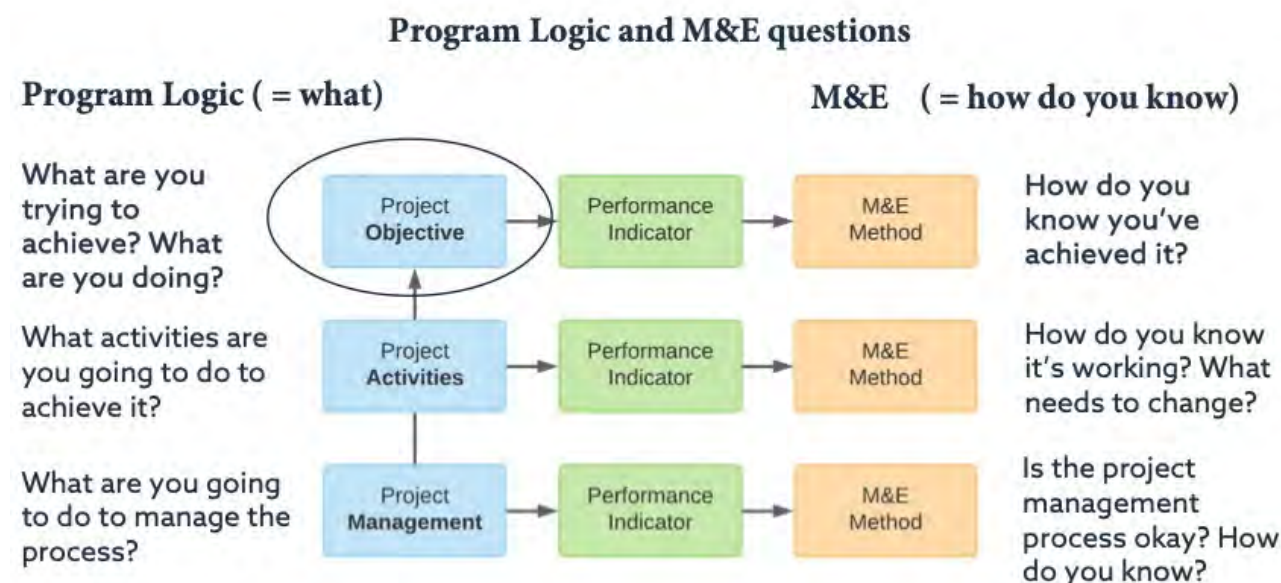 Program Logic and M&E questions
Program Logic ( = what)
M&E ( = how do you know)
What are you
trying to
achieve? What
are you doing?
Project
Objective
Performance
Indicator
M&E
Method
How do you
know you've
achieved it?
What activities are
you going to do to
achieve it?
Project
Activities
Performance
Indicator
M&E
Method
How do you know
it's working? What
needs to change?
What are you going
to do to manage the
process?
Project
Management
Performance
Indicator
M&E
Method
Is the project
management
process okay? How
do you know?